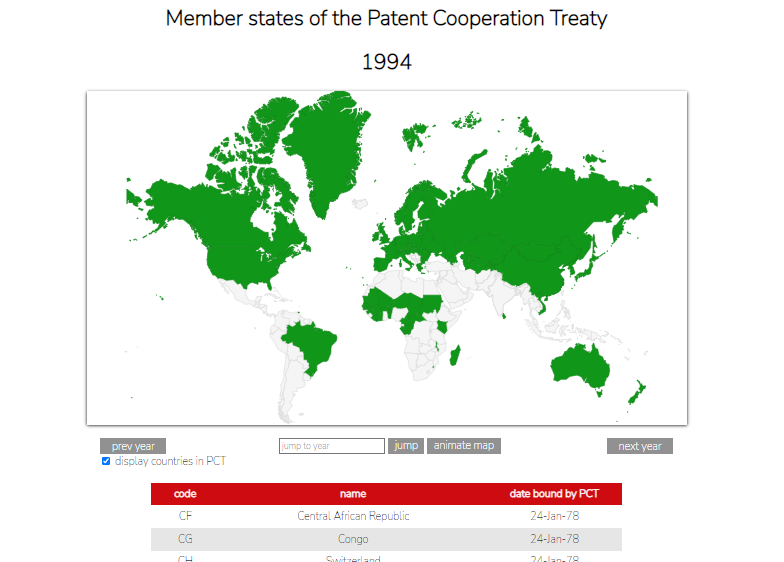 Member states of the Patent Cooperation Treaty
1994
prev year
jump to year
jump
animate map
next year
display countries in PCT
code name date bound by PCT
CF Central African Republic 24-Jan-78
CG Congo 24-Jan-78
CH Switzerland 24-Jan-78